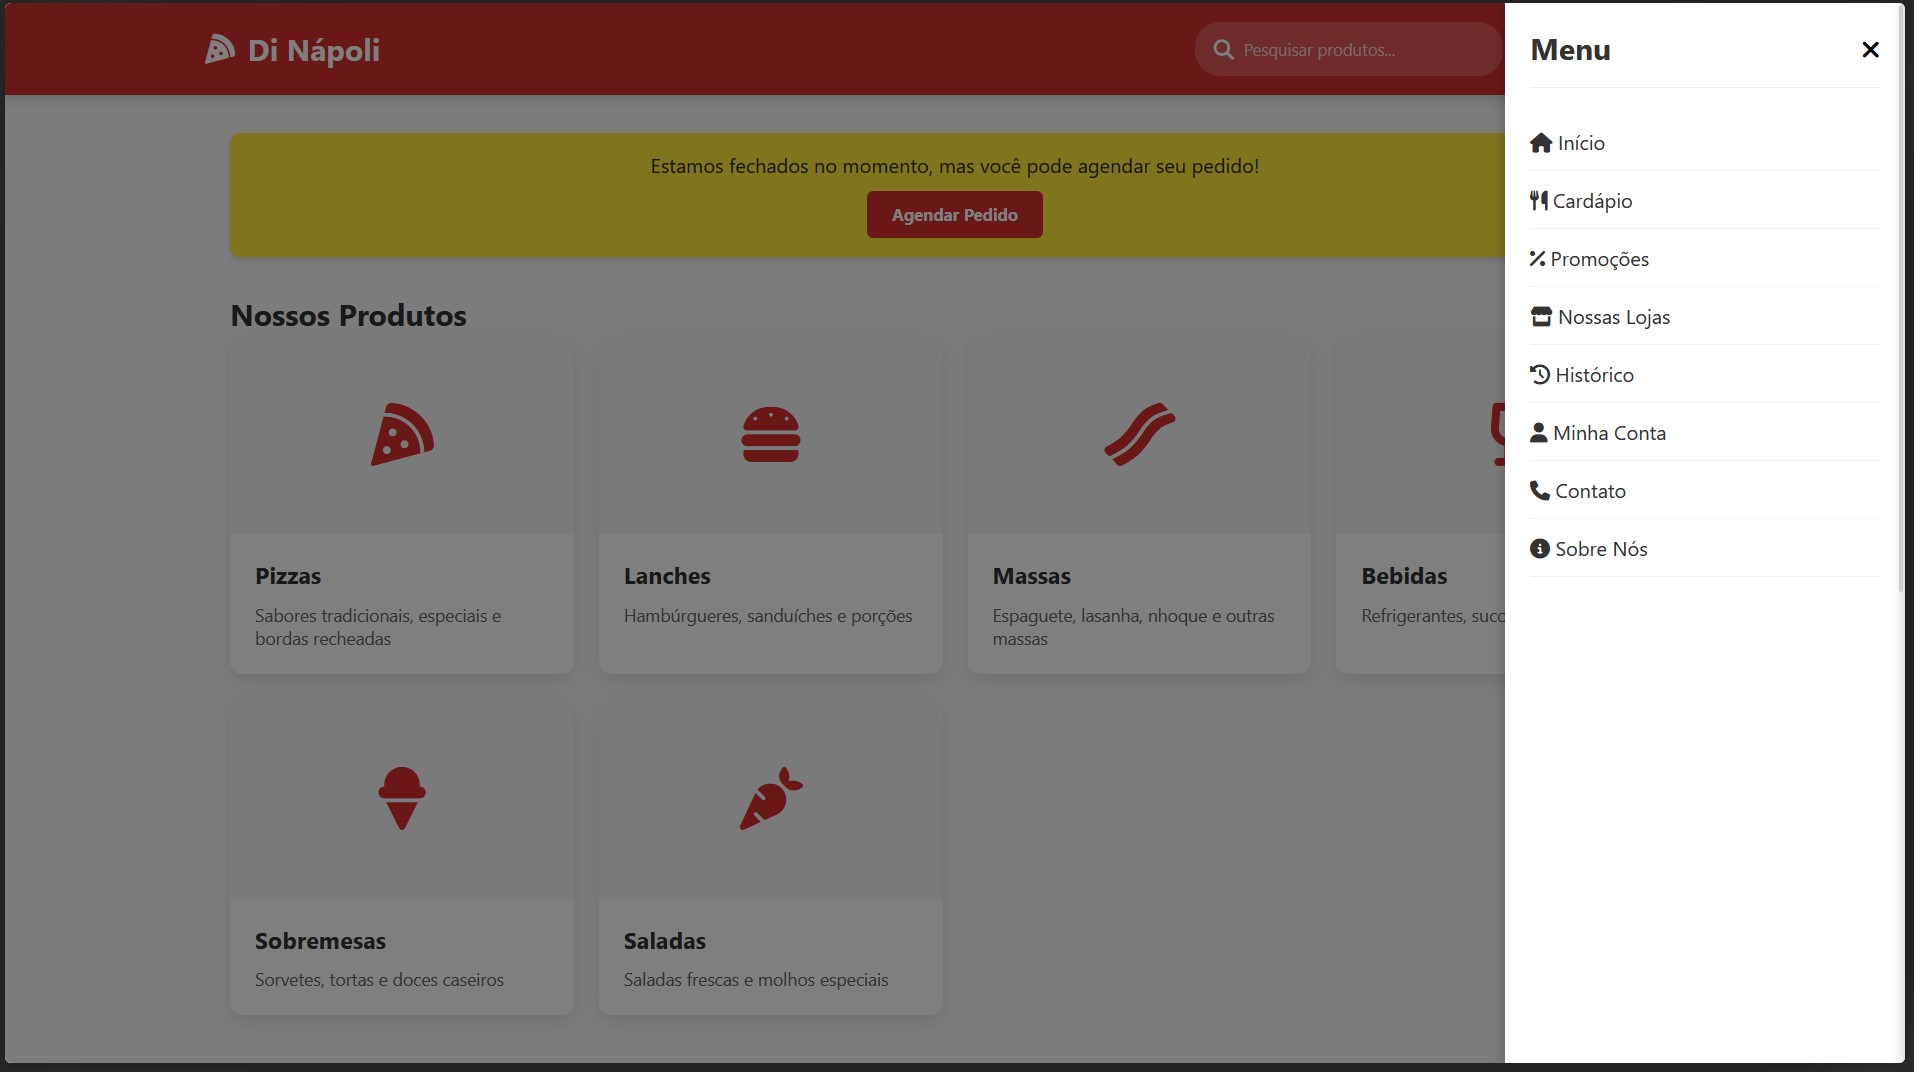 Di Nápoli
Pesquisar produtos...
Estamos fechados no momento, mas você pode agendar seu pedido!
Agendar Pedido
Nossos Produtos
Pizzas
Sabores tradicionais, especiais e
bordas recheadas
Lanches
Hambúrgueres, sanduíches e porções
Massas
Espaguete, lasanha, nhoque e outras
massas
Bebidas
Refrigerantes,
Sobremesas
Sorvetes, tortas e doces caseiros
Saladas
Saladas frescas e molhos especiais
Menu
Início
Cardápio
Promoções
Nossas Lojas
Histórico
Minha Conta
Contato
Sobre Nós